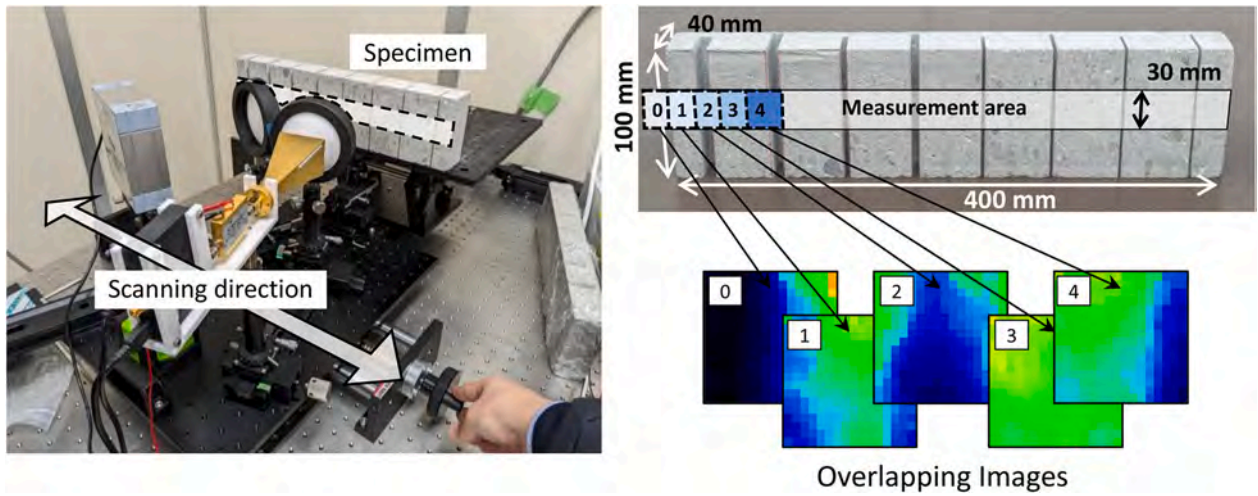 Specimen
Scanning direction
40 mm
100 mm
30 mm
0 1 2 3 4
Measurement area
400 mm
0
2
4
1
3
Overlapping Images